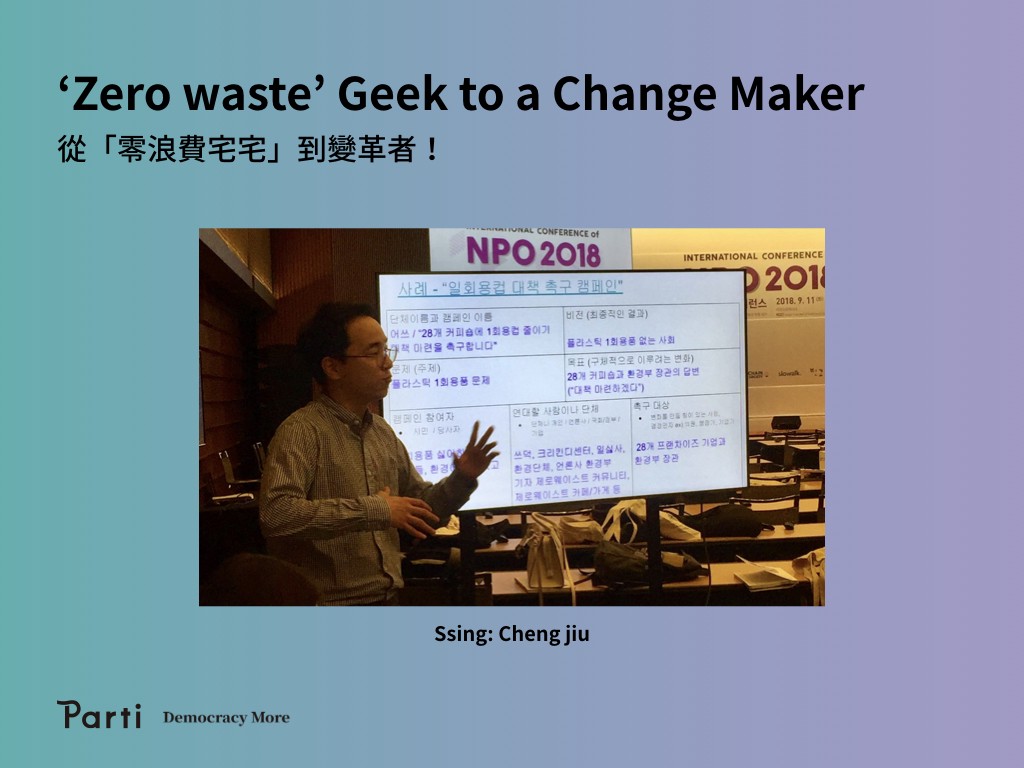 ‘Zero waste’ Geek to a Change Maker
從「零浪費宅宅」到變革者！
INTERNATIONAL CONFERENCE of
NPO 2018
INTERNATIONAL CONFERENCE
2018
2018. 9. 11
사례 - “일회용컵 대책 촉구 캠페인”
단체이름과 캠페인 이름
어쓰 / “28개 커피숍에 1회용컵 줄이기
대책 마련을 촉구합니다”
비전 (최종적인 결과)
플라스틱 1회용품 없는 사회
문제 (주제)
플라스틱 1회용품 문제
목표 (구체적으로 이루려는 변화)
28개 커피숍과 환경부 장관의 답변
(“대책 마련하겠다”)
캠페인 참여자
시민 / 당사자
연대할 사람이나 단체
쓰덕, 크리킨디센터, 밀실사,
환경단체, 언론사 환경부
기자 제로웨이스트 커뮤니티,
제로웨이스트 카페/가게 등
촉구 대상
28개 프랜차이즈 기업과
환경부 장관
Ssing: Cheng jiu
Parti Democracy More